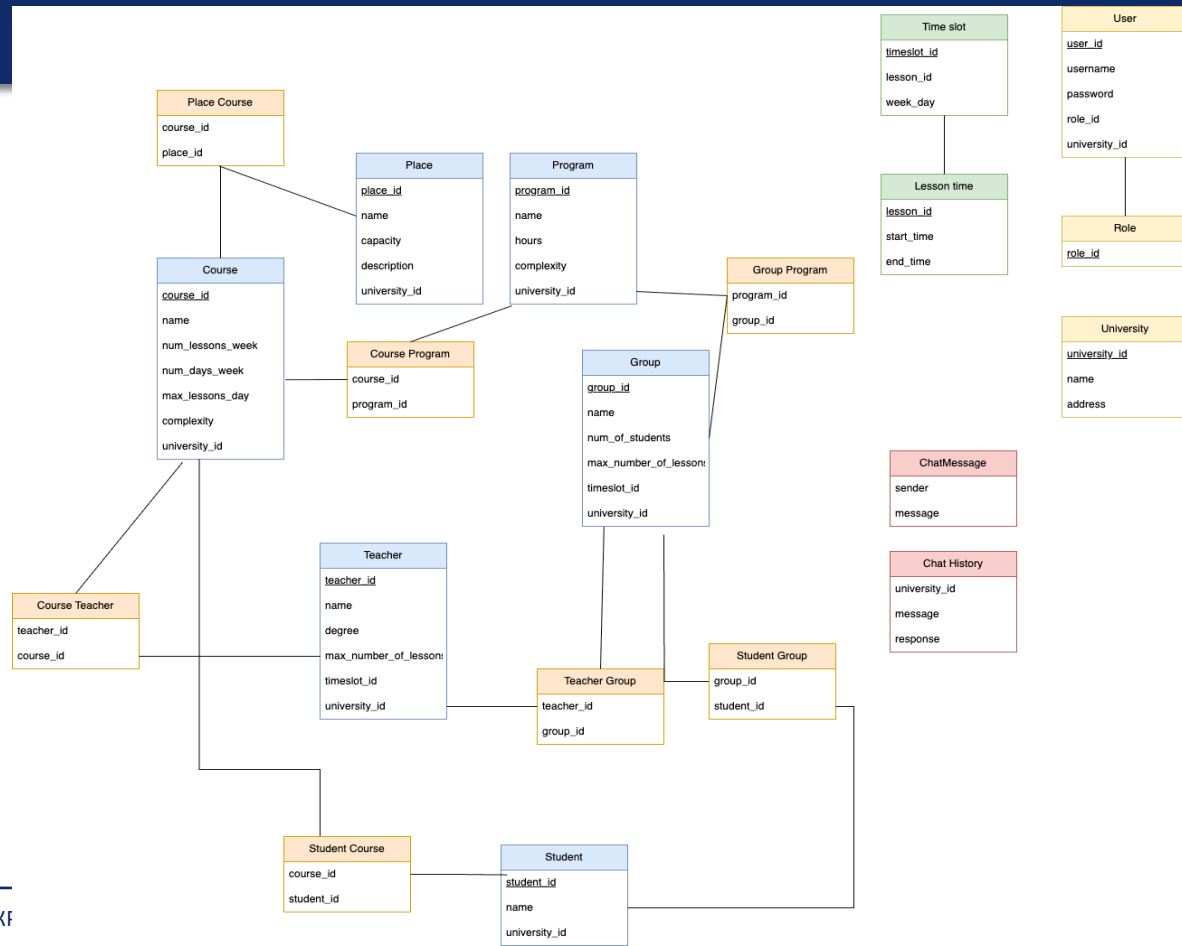 Time slot
timeslot_id
lesson_id
week_day
User
user_id
username
password
role_id
university_id
Place Course
course_id
place_id
Place
place_id
name
capacity
description
university_id
Program
program_id
name
hours
complexity
university_id
Lesson time
lesson_id
start_time
end_time
Role
role_id
Course
course_id
name
num_lessons_week
num_days_week
max_lessons_day
complexity
university_id
Group Program
program_id
group_id
University
university_id
name
address
Course Program
course_id
program_id
Group
group_id
name
num_of_students
max_number_of_lessons
timeslot_id
university_id
ChatMessage
sender
message
Teacher
teacher_id
name
degree
max_number_of_lessons
timeslot_id
university_id
Chat History
university_id
message
response
Course Teacher
teacher_id
course_id
Teacher Group
teacher_id
group_id
Student Group
group_id
student_id
Student Course
course_id
student_id
Student
student_id
name
university_id